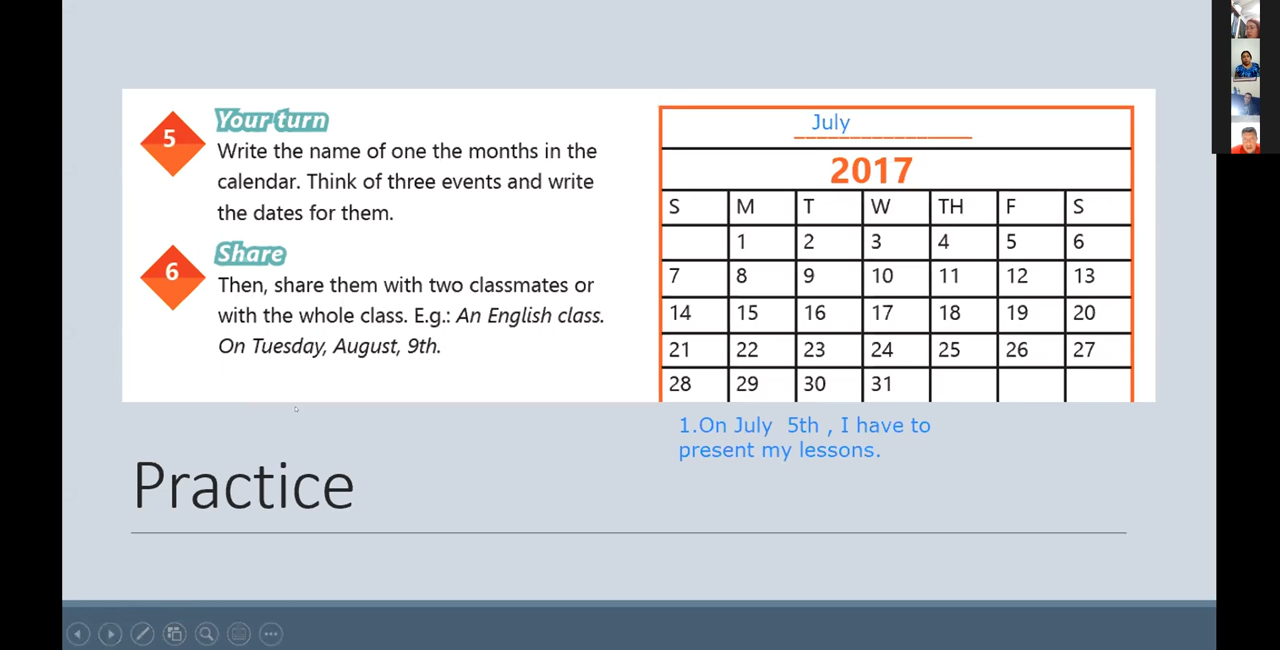 5
Your turn
Write the name of one the months in the
calendar. Think of three events and write
the dates for them.
6
Share
Then, share them with two classmates or
with the whole class. E.g.: An English class.
On Tuesday, August, 9th.
July
2017
S M T W TH F S
1 2 3 4 5 6
7 8 9 10 11 12 13
14 15 16 17 18 19 20
21 22 23 24 25 26 27
28 29 30 31
1.On July 5th , I have to
present my lessons.
Practice